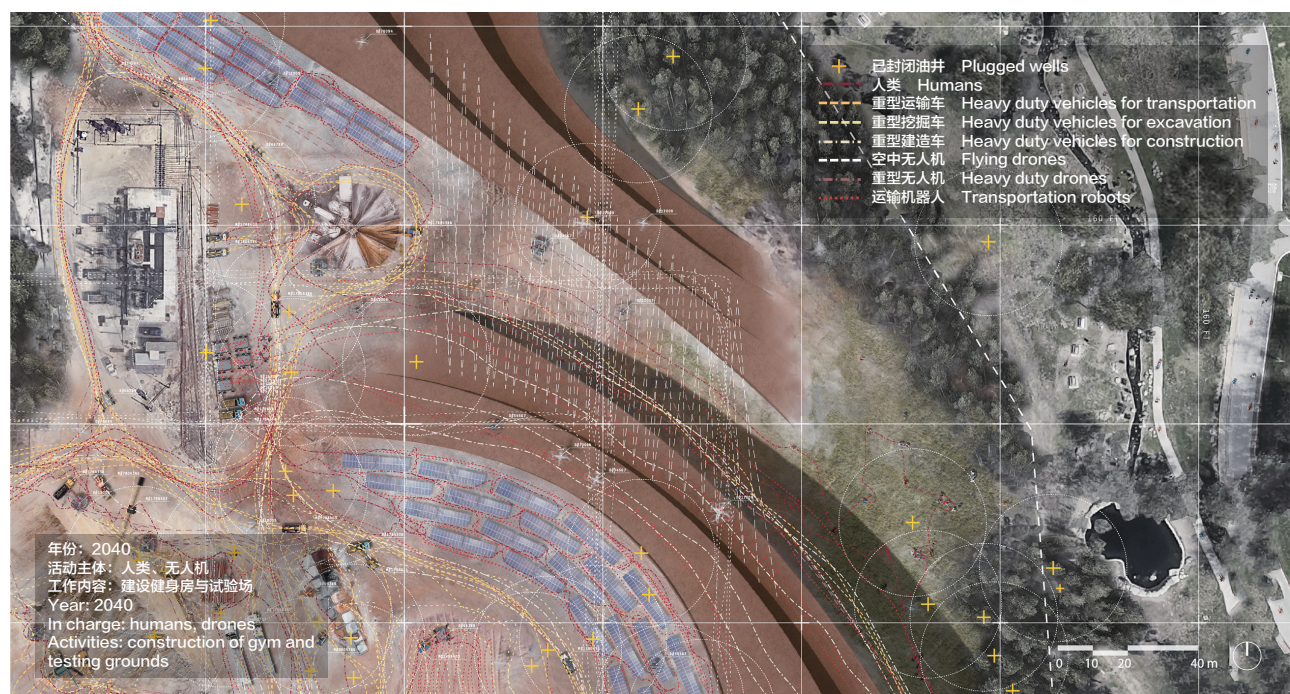 已封闭油井 Plugged wells
人类 Humans
重型运输车 Heavy duty vehicles for transportation
重型挖掘车 Heavy duty vehicles for excavation
重型建造车 Heavy duty vehicles for construction
空中无人机 Flying drones
重型无人机 Heavy duty drones
运输机器人 Transportation robots
160 FT
160 FT
年份：2040
活动主体：人类、无人机
工作内容：建设健身房与试验场
Year: 2040
In charge: humans, drones
Activities: construction of gym and
testing grounds
0 10 20 40 m